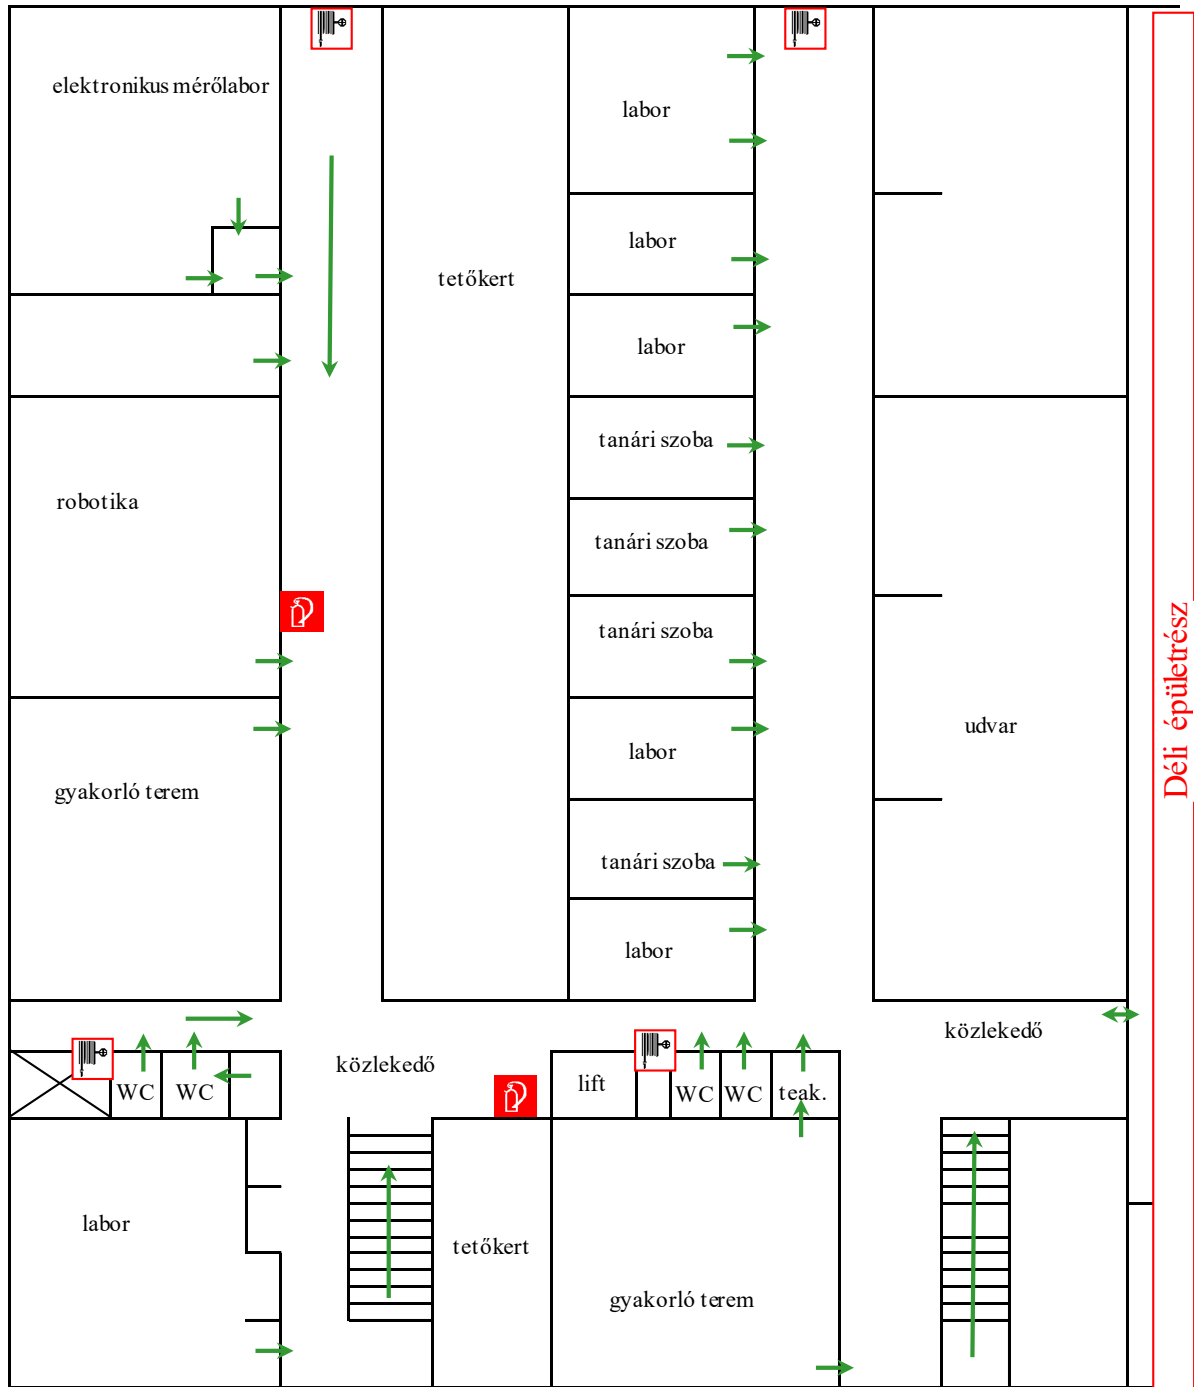 elektronikus mérőlabor
labor
labor
tetőkert
labor
tanári szoba
robotika
tanári szoba
tanári szoba
Déli épületrész
udvar
labor
gyakorló terem
tanári szoba
labor
közlekedő
közlekedő
lift
WC
WC
WC
WC
teak.
labor
tetőkert
gyakorló terem